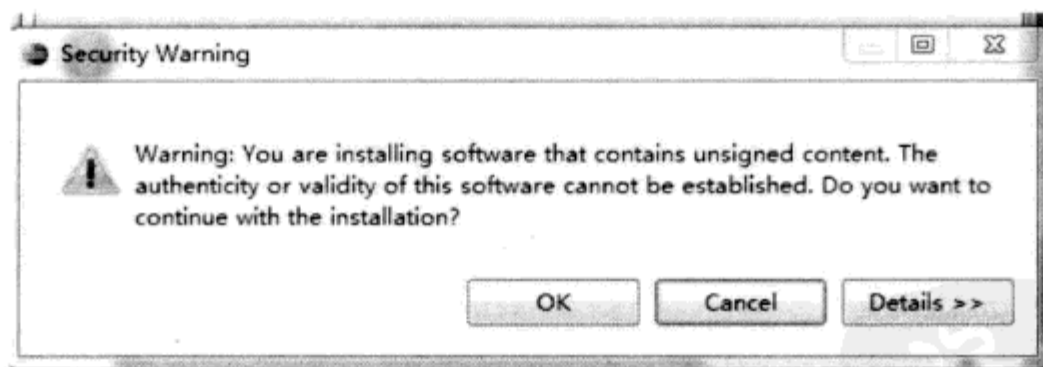 Security Warning
Warning: You are installing software that contains unsigned content. The
authenticity or validity of this software cannot be established. Do you want to
continue with the installation?
OK
Cancel
Details >>